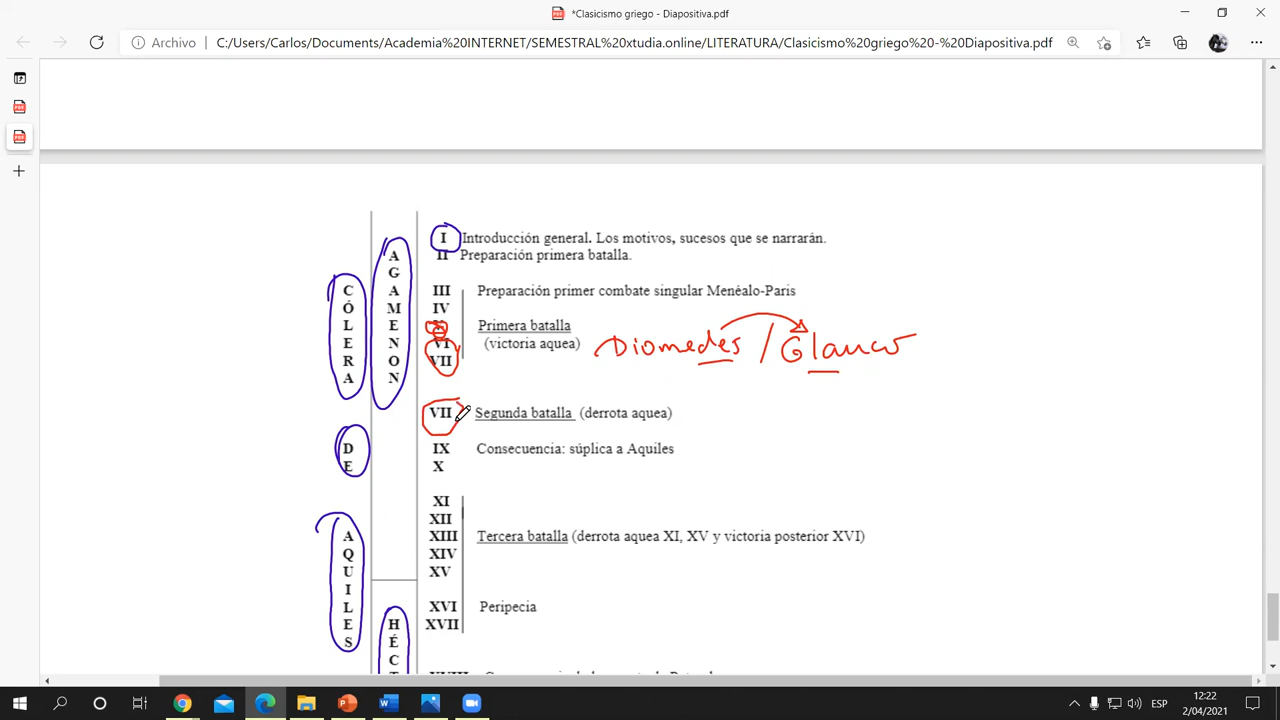 *Clasicismo griego - Diapositiva.pdf
Archivo C:/Users/Carlos/Documents/Academia%20INTERNET/SEMESTRAL%20xtudia.online/LITERATURA/Clasicismo%20griego%20-%20Diapositiva.pdf
I Introducción general. Los motivos, sucesos que se narrarán.
II Preparación primera batalla.
III Preparación primer combate singular Menéalo-Paris
IV
Primera batalla
VI (victoria aquea)
VII
Diomedes / Glauco
VII Segunda batalla (derrota aquea)
IX Consecuencia: súplica a Aquiles
X
XI
XII
XIII Tercera batalla (derrota aquea XI, XV y victoria posterior XVI)
XIV
XV
XVI Peripecia
XVII
CÓLERA
DE
AQUILES
AGAMENON
HÉCT
ESP
12:22
2/04/2021